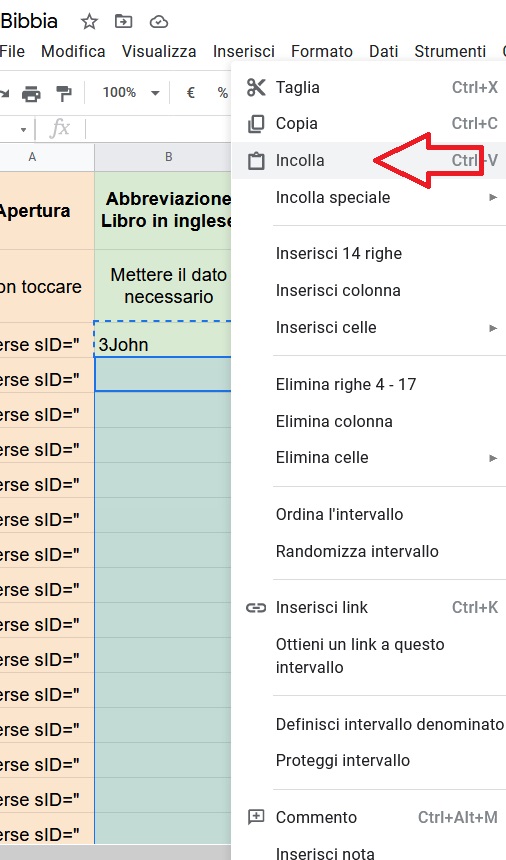 Bibbia
File Modifica Visualizza Inserisci Formato Dati Strumenti
100% € %
fx
A B
Apertura
Abbreviazione
Libro in inglese
on toccare
Mettere il dato
necessario
erse sID="
3John
erse sID="
erse sID="
erse sID="
erse sID="
erse sID="
erse sID="
erse sID="
erse sID="
erse sID="
erse sID="
erse sID="
erse sID="
erse sID="
erse sID="
Taglia Ctrl+X
Copia Ctrl+C
Incolla Ctrl+V
Incolla speciale
Inserisci 14 righe
Inserisci colonna
Inserisci celle
Elimina righe 4 - 17
Elimina colonna
Elimina celle
Ordina l'intervallo
Randomizza intervallo
Inserisci link Ctrl+K
Ottieni un link a questo
intervallo
Definisci intervallo denominato
Proteggi intervallo
Commento Ctrl+Alt+M
Inserisci nota